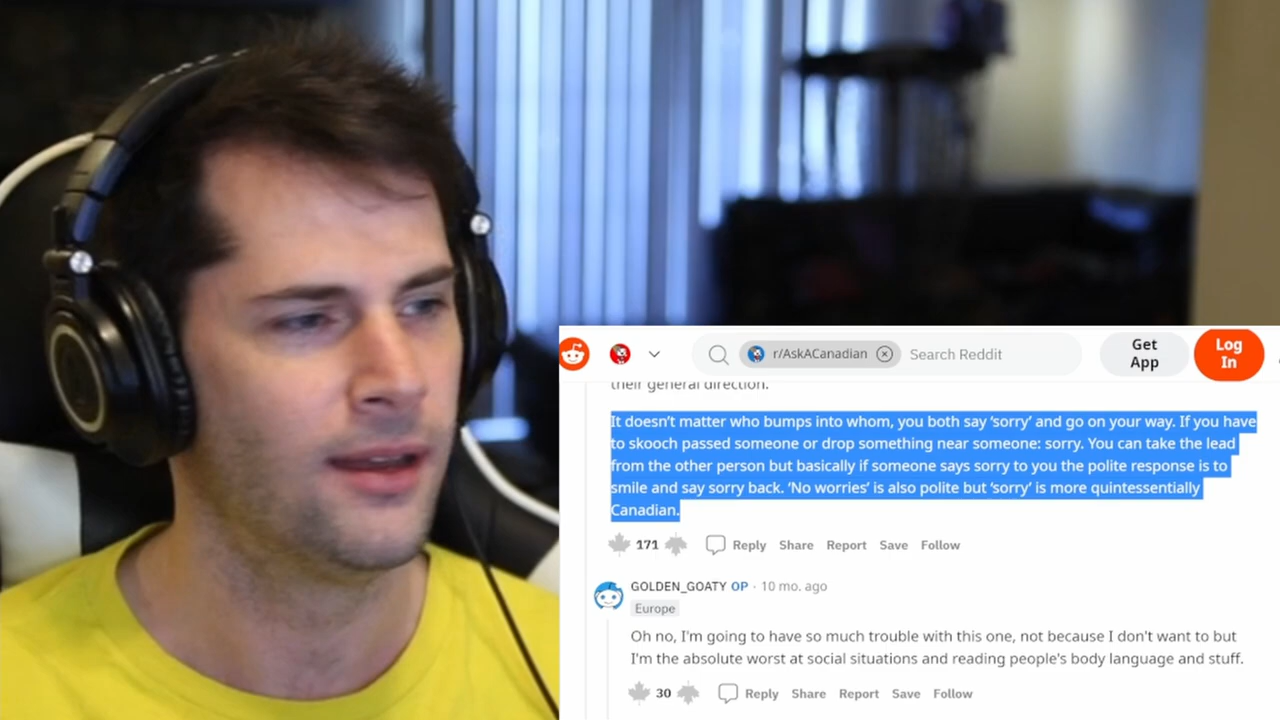 r/AskACanadian
Search Reddit
Get App
Log In
their general direction.
It doesn't matter who bumps into whom, you both say ‘sorry’ and go on your way. If you have
to skooch passed someone or drop something near someone: sorry. You can take the lead
from the other person but basically if someone says sorry to you the polite response is to
smile and say sorry back. ‘No worries’ is also polite but ‘sorry’ is more quintessentially
Canadian.
171 Reply Share Report Save Follow
GOLDEN_GOATY OP · 10 mo. ago
Europe
Oh no, I'm going to have so much trouble with this one, not because I don't want to but
I'm the absolute worst at social situations and reading people's body language and stuff.
30 Reply Share Report Save Follow